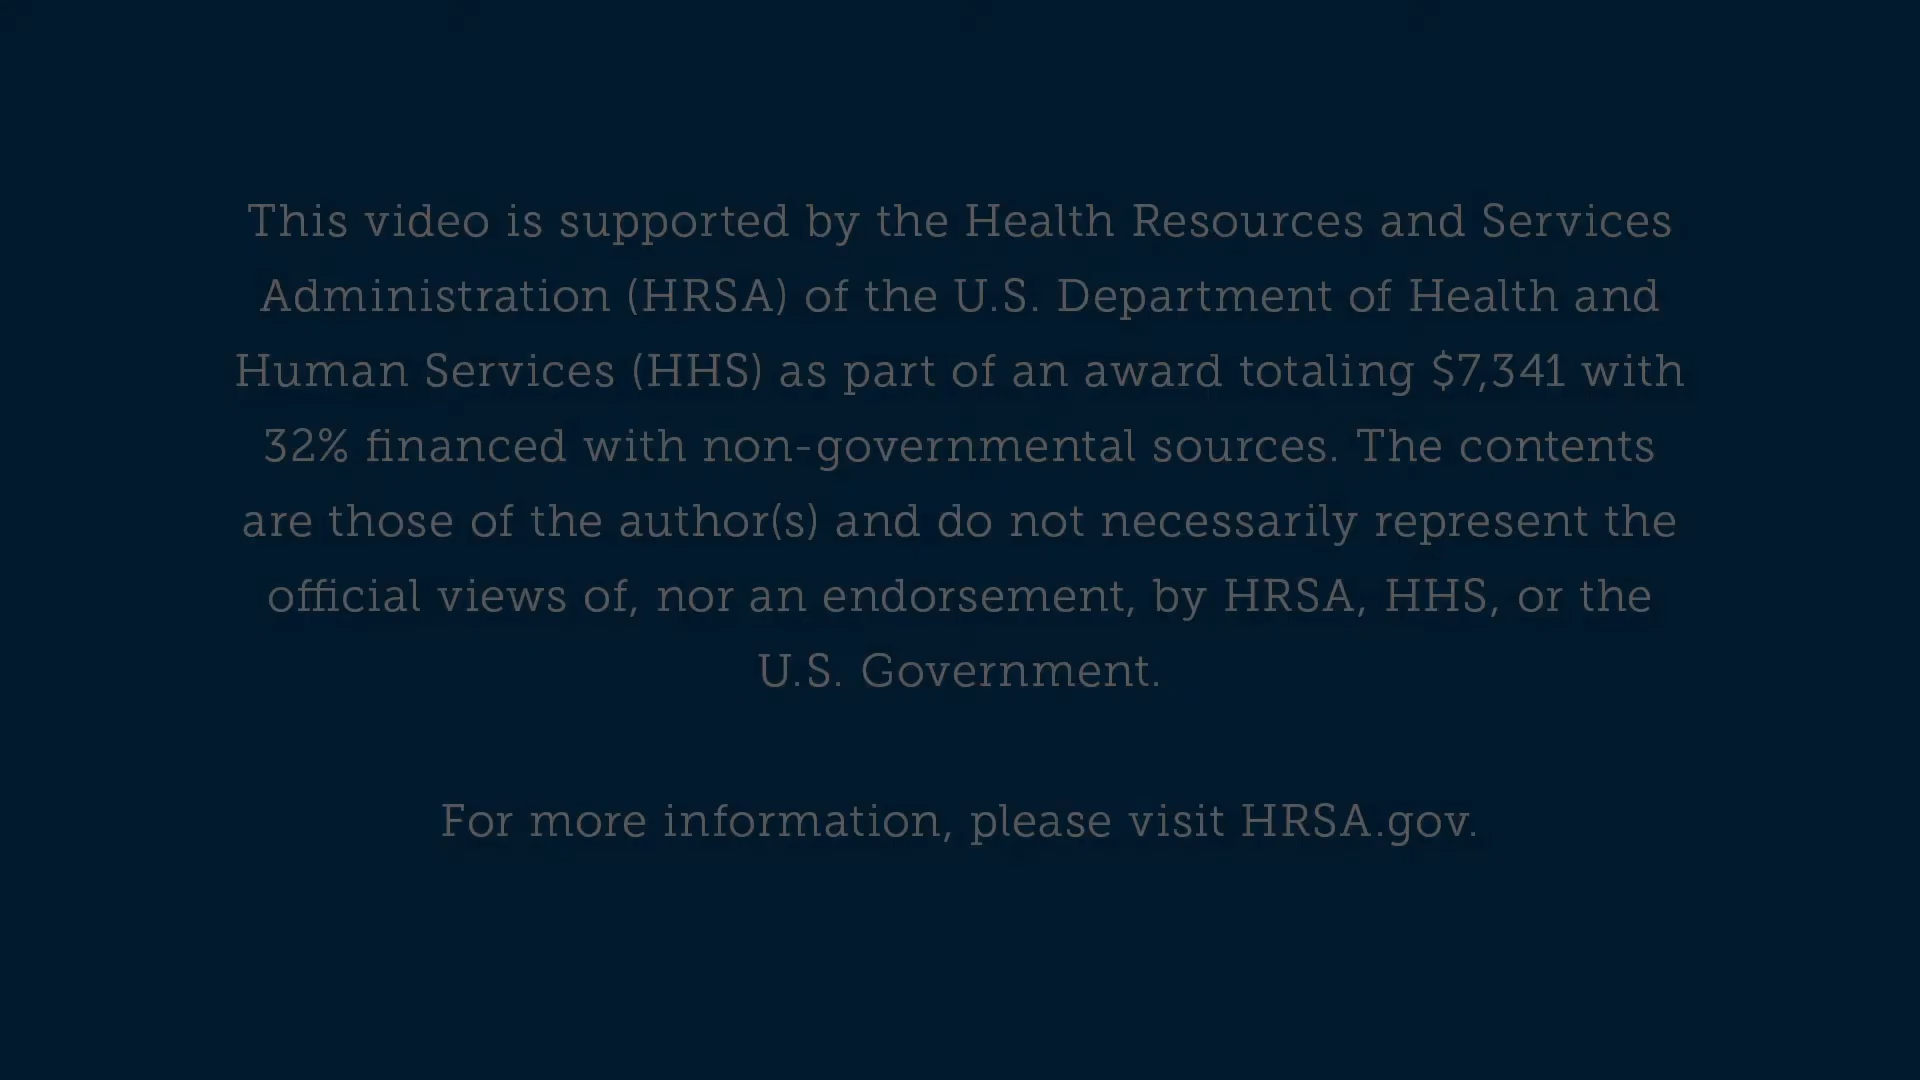 This video is supported by the Health Resources and Services
Administration (HRSA) of the U.S. Department of Health and
Human Services (HHS) as part of an award totaling $7,341 with
32% financed with non-governmental sources. The contents
are those of the author(s) and do not necessarily represent the
official views of, nor an endorsement, by HRSA, HHS, or the
U.S. Government.
For more information, please visit HRSA.gov.